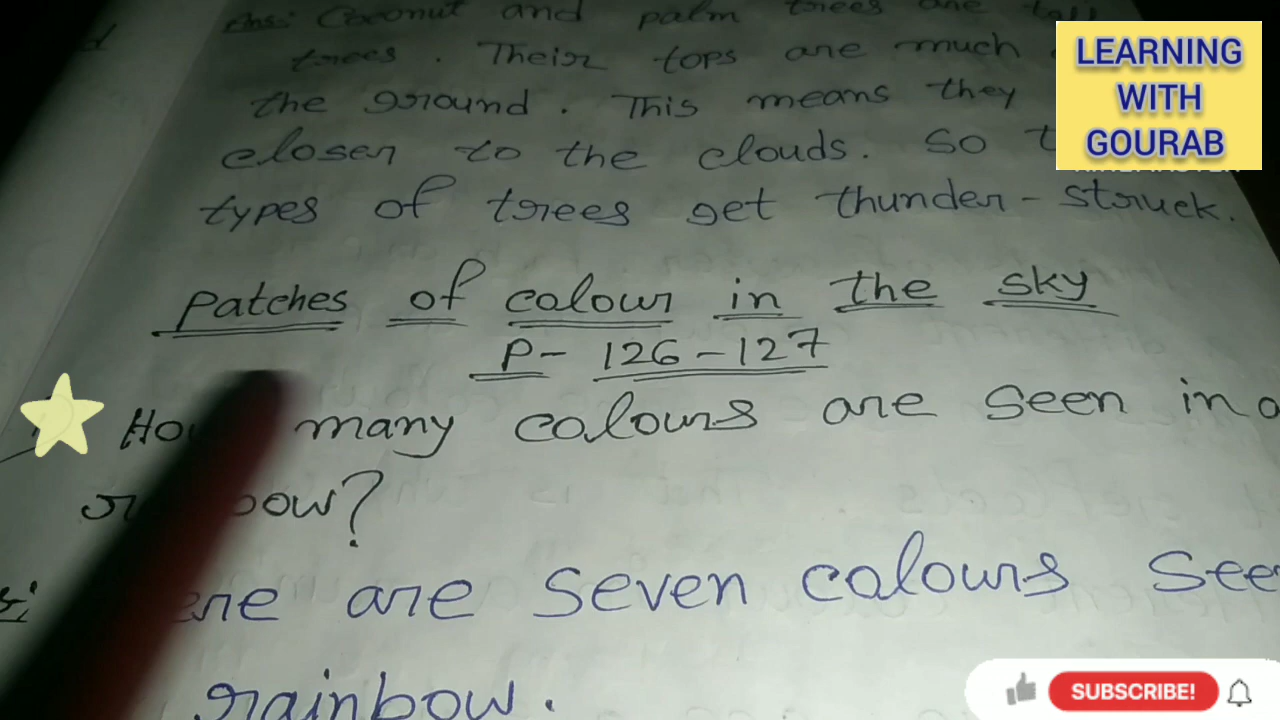 Ans: Coconut and palm trees are tall
trees. Their tops are much
the ground. This means they
closer to the clouds. So
types of trees get thunder-struck.
Patches of colour in the sky
P- 126-127
many colours are seen in a
bow?
are seven colours
rainbow.
LEARNING
WITH
GOURAB
SUBSCRIBE!